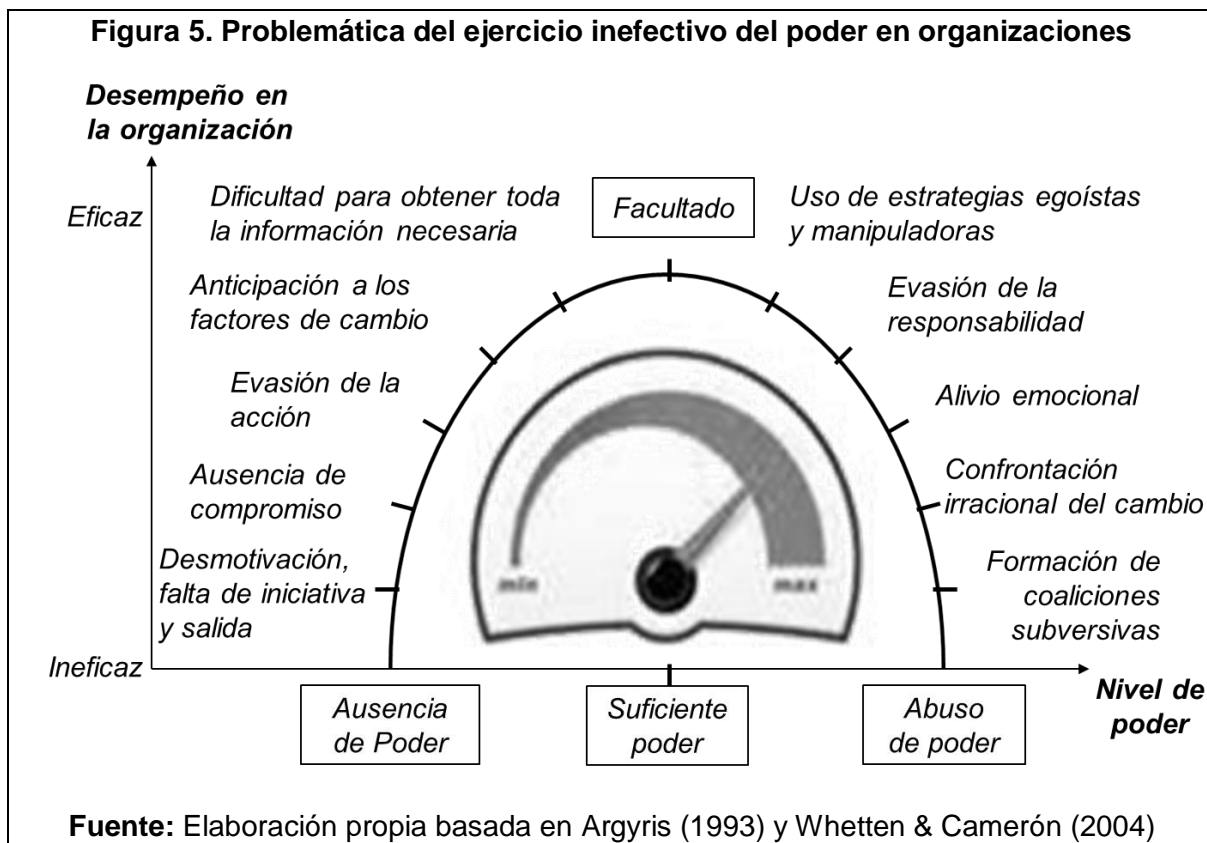 Figura 5. Problemática del ejercicio inefectivo del poder en organizaciones
Desempeño en
la organización
Eficaz
Dificultad para obtener toda
la información necesaria
Facultado
Uso de estrategias egoístas
y manipuladoras
Anticipación a los
factores de cambio
Evasión de la
responsabilidad
Evasión de la
acción
Alivio emocional
Ausencia de
compromiso
Confrontación
irracional del cambio
Desmotivación,
falta de iniciativa
y salida
min
max
Formación de
coaliciones
subversivas
Ineficaz
Ausencia
de Poder
Suficiente
poder
Abuso
de poder
Nivel de
poder
Fuente: Elaboración propia basada en Argyris (1993) y Whetten & Camerón (2004)